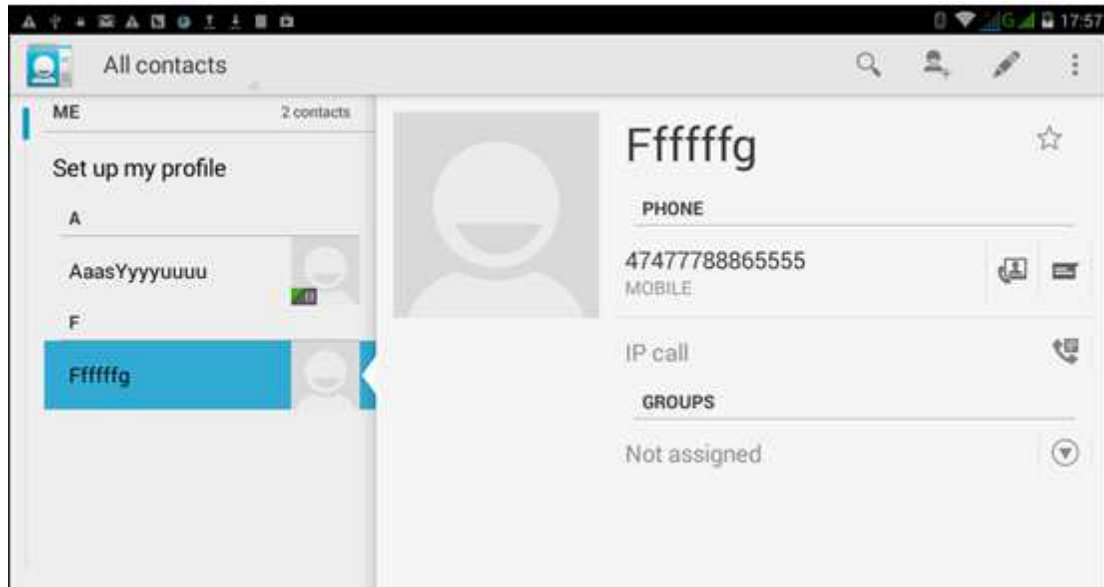 G 17:57
All contacts
ME 2 contacts
Set up my profile
A
AaasYyyyuuuu
F
Ffffffg
Ffffffg
PHONE
47477788865555
MOBILE
IP call
GROUPS
Not assigned